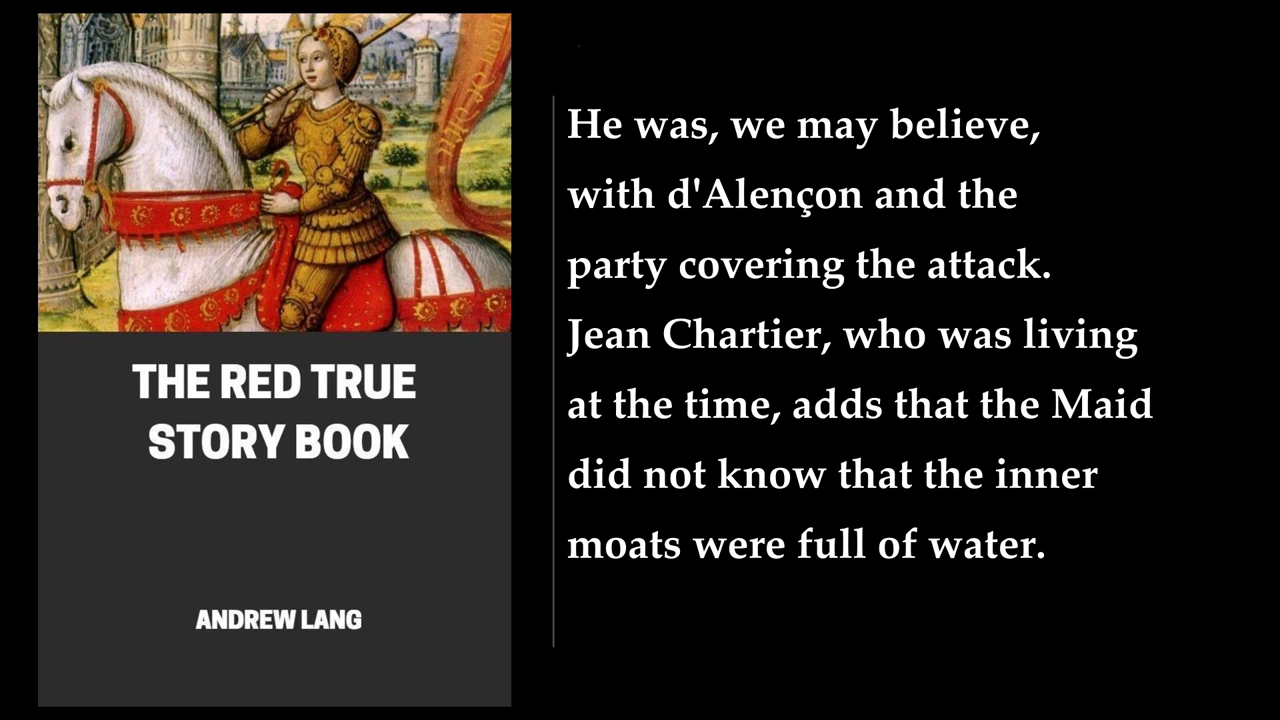 THE RED TRUE
STORY BOOK
ANDREW LANG
He was, we may believe,
with d'Alençon and the
party covering the attack.
Jean Chartier, who was living
at the time, adds that the Maid
did not know that the inner
moats were full of water.